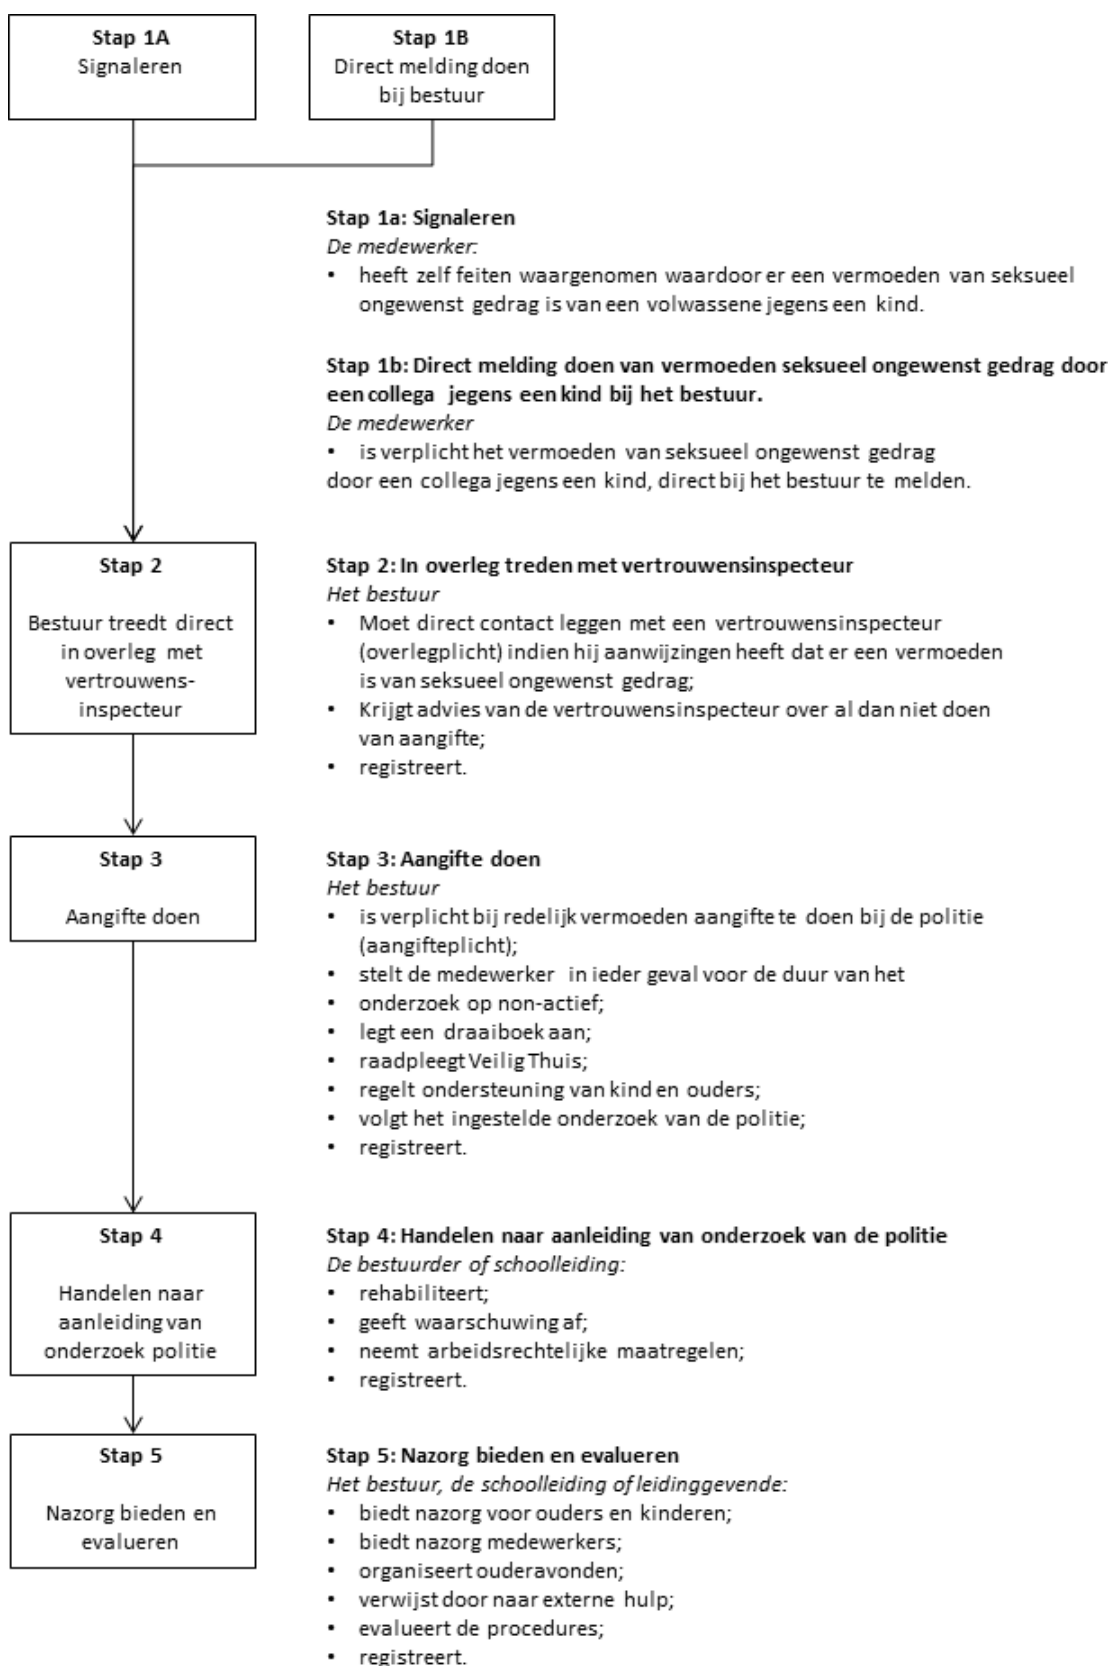 Stap 1A
Signaleren
Stap 1B
Direct melding doen
bij bestuur
Stap 1a: Signaleren
De medewerker:
• heeft zelf feiten waargenomen waardoor er een vermoeden van seksueel
ongewenst gedrag is van een volwassene jegens een kind.
Stap 1b: Direct melding doen van vermoeden seksueel ongewenst gedrag door
een collega jegens een kind bij het bestuur.
De medewerker
• is verplicht het vermoeden van seksueel ongewenst gedrag
door een collega jegens een kind, direct bij het bestuur te melden.
Stap 2
Bestuur treedt direct
in overleg met
vertrouwens-
inspecteur
Stap 2: In overleg treden met vertrouwensinspecteur
Het bestuur
• Moet direct contact leggen met een vertrouwensinspecteur
(overlegplicht) indien hij aanwijzingen heeft dat er een vermoeden
is van seksueel ongewenst gedrag;
• Krijgt advies van de vertrouwensinspecteur over al dan niet doen
van aangifte;
• registreert.
Stap 3
Aangifte doen
Stap 3: Aangifte doen
Het bestuur
• is verplicht bij redelijk vermoeden aangifte te doen bij de politie
(aangifteplicht);
• stelt de medewerker in ieder geval voor de duur van het
• onderzoek op non-actief;
• legt een draaiboek aan;
• raadpleegt Veilig Thuis;
• regelt ondersteuning van kind en ouders;
• volgt het ingestelde onderzoek van de politie;
• registreert.
Stap 4
Handelen naar
aanleiding van
onderzoek politie
Stap 4: Handelen naar aanleiding van onderzoek van de politie
De bestuurder of schoolleiding:
• rehabiliteert;
• geeft waarschuwing af;
• neemt arbeidsrechtelijke maatregelen;
• registreert.
Stap 5
Nazorg bieden en
evalueren
Stap 5: Nazorg bieden en evalueren
Het bestuur, de schoolleiding of leidinggevende:
• biedt nazorg voor ouders en kinderen;
• biedt nazorg medewerkers;
• organiseert ouderavonden;
• verwijst door naar externe hulp;
• evalueert de procedures;
• registreert.